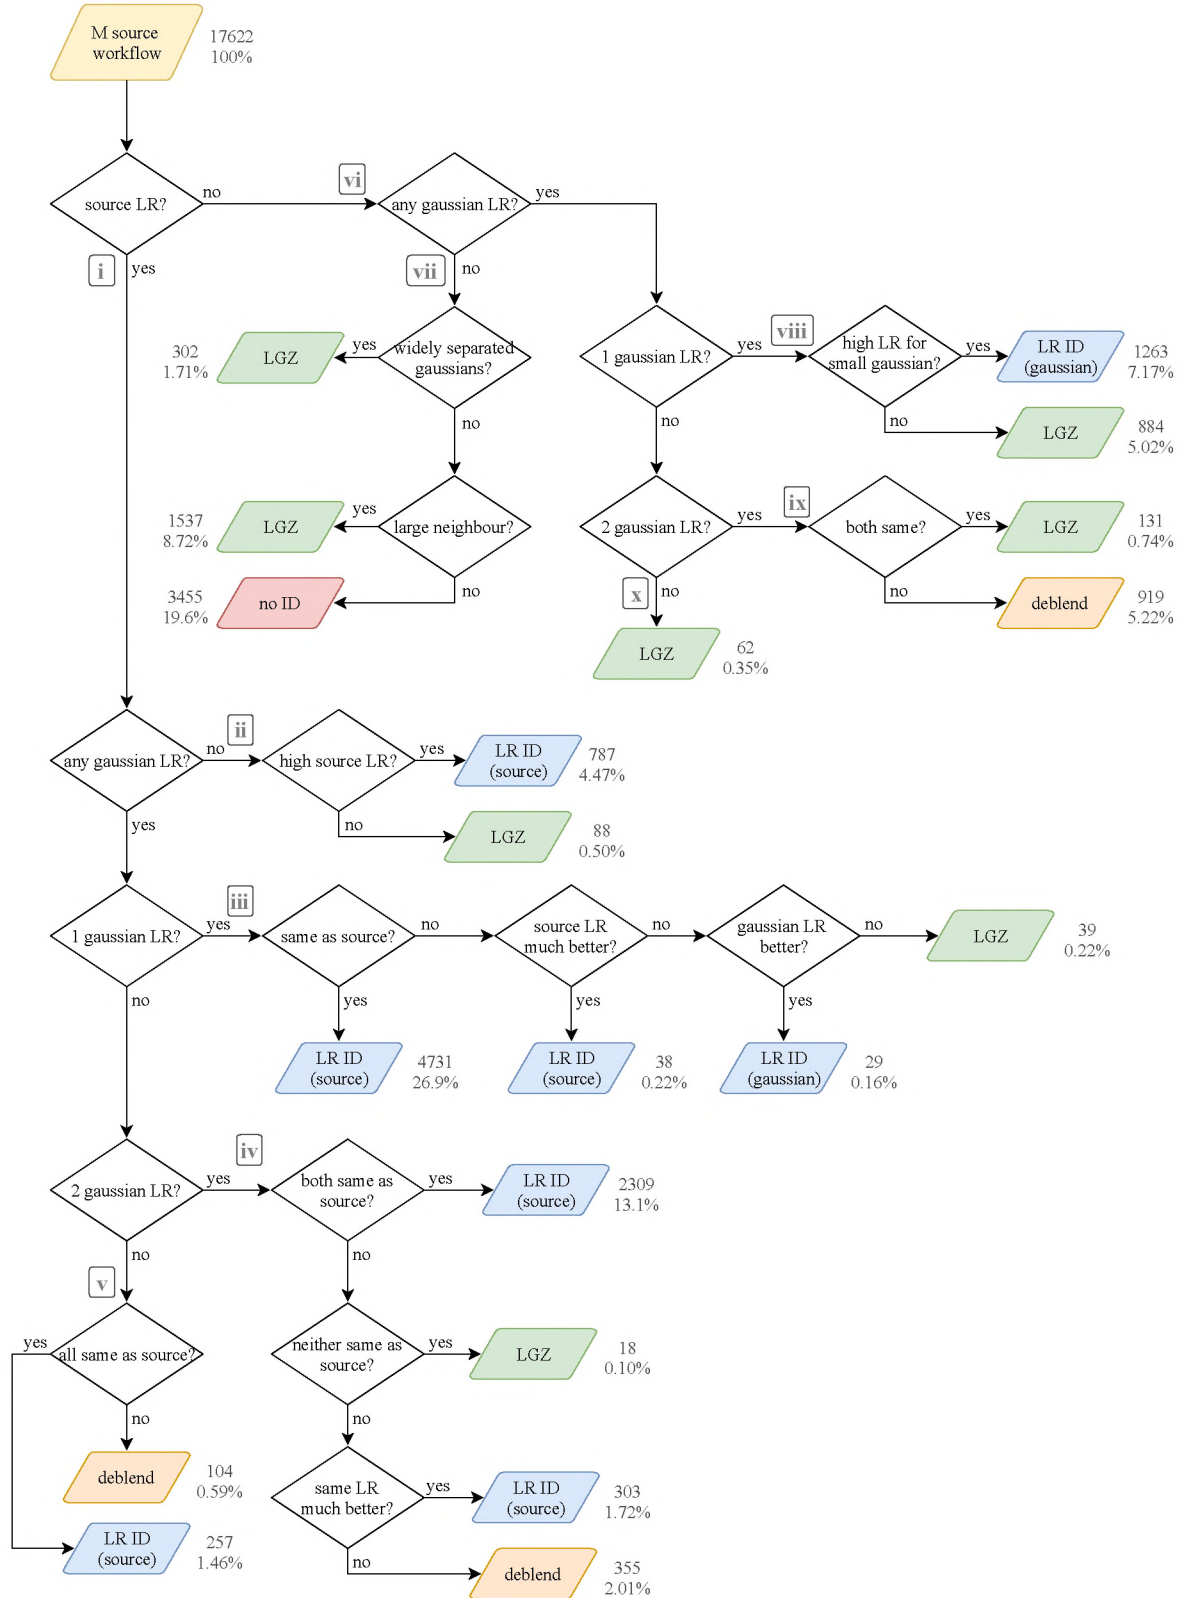 M source
workflow
17622
100%
source LR?
no
vi
any gaussian LR?
yes
i
yes
vii
no
302
1.71%
LGZ
yes
widely separated
gaussians?
1 gaussian LR?
yes
viii
high LR for
small gaussian?
yes
LR ID
(gaussian)
1263
7.17%
no
LGZ
884
5.02%
no
no
1537
8.72%
LGZ
yes
large neighbour?
2 gaussian LR?
yes
ix
both same?
yes
LGZ
131
0.74%
no
3455
19.6%
no ID
x
no
no
deblend
919
5.22%
LGZ
62
0.35%
any gaussian LR?
no
ii
high source LR?
yes
LR ID
(source)
787
4.47%
yes
no
LGZ
88
0.50%
1 gaussian LR?
yes
iii
same as source?
no
source LR
much better?
no
gaussian LR
better?
no
LGZ
39
0.22%
no
yes
yes
yes
LR ID
(source)
4731
26.9%
LR ID
(source)
38
0.22%
LR ID
(gaussian)
29
0.16%
2 gaussian LR?
yes
iv
both same as
source?
yes
LR ID
(source)
2309
13.1%
no
no
v
yes
all same as source?
neither same as
source?
yes
LGZ
18
0.10%
no
no
deblend
104
0.59%
same LR
much better?
yes
LR ID
(source)
303
1.72%
LR ID
(source)
257
1.46%
no
deblend
355
2.01%